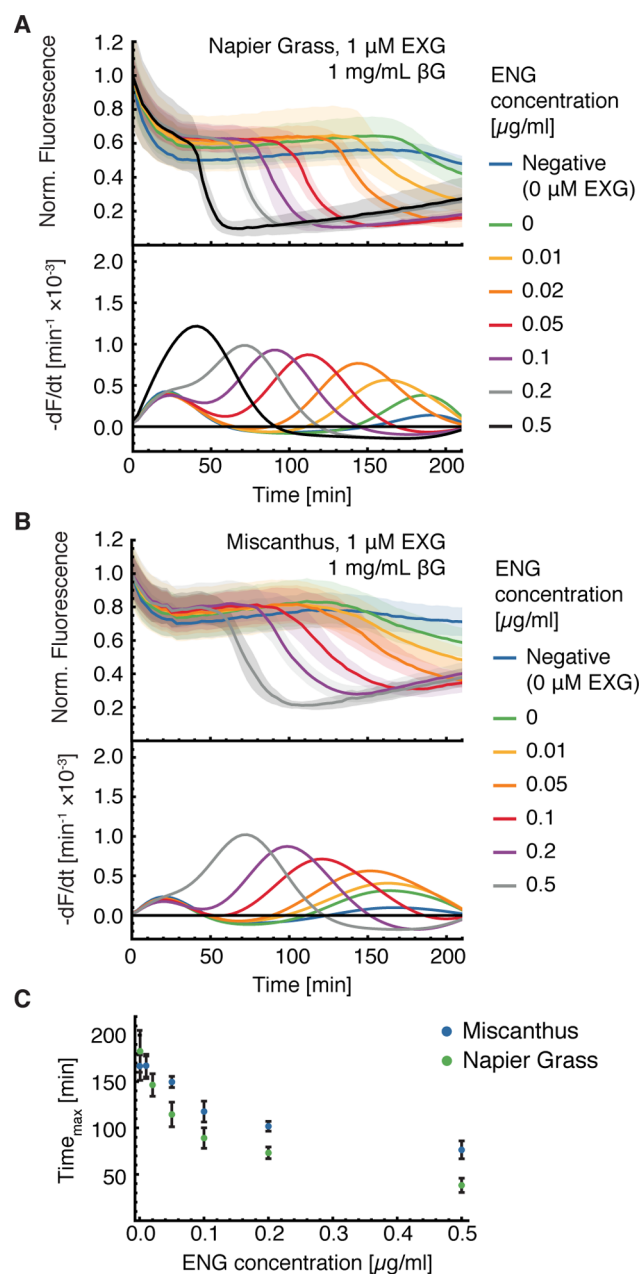 A
Napier Grass, 1 µM EXG
1 mg/mL βG
Norm. Fluorescence
1.2
1.0
0.8
0.6
0.4
0.2
-dF/dt [min⁻¹ ×10⁻³]
2.0
1.5
1.0
0.5
0.0
0 50 100 150 200
Time [min]
ENG
concentration
[µg/ml]
Negative
(0 µM EXG)
0
0.01
0.02
0.05
0.1
0.2
0.5
B
Miscanthus, 1 µM EXG
1 mg/mL βG
Norm. Fluorescence
1.2
1.0
0.8
0.6
0.4
0.2
-dF/dt [min⁻¹ ×10⁻³]
2.0
1.5
1.0
0.5
0.0
0 50 100 150 200
Time [min]
ENG
concentration
[µg/ml]
Negative
(0 µM EXG)
0
0.01
0.05
0.1
0.2
0.5
C
Timemax [min]
200
150
100
50
0.0 0.1 0.2 0.3 0.4 0.5
ENG concentration [µg/ml]
Miscanthus
Napier Grass